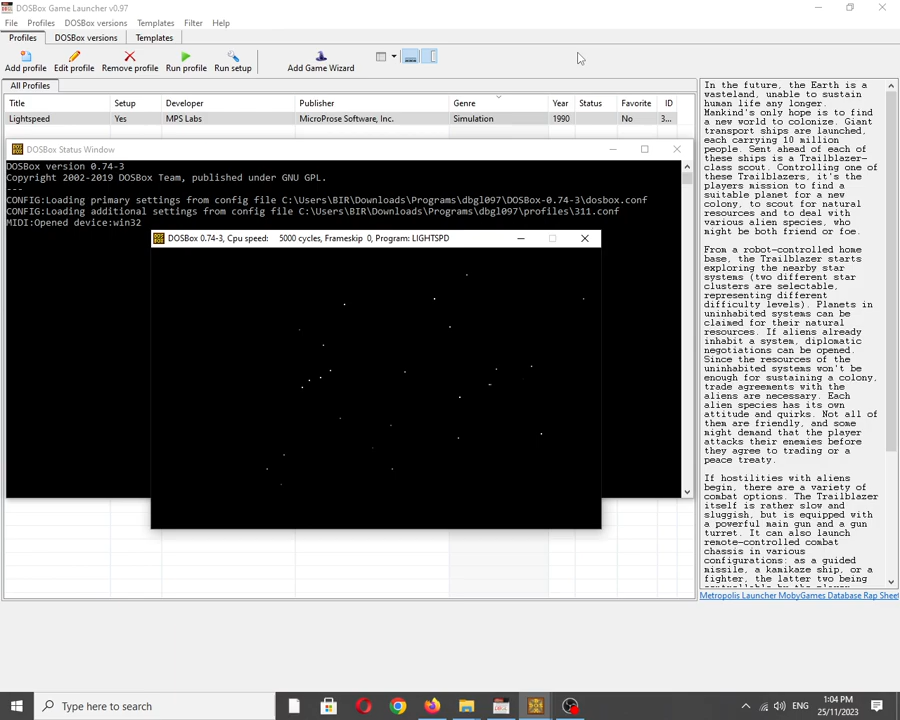 DOSBox Game Launcher v0.97
File Profiles DOSBox versions Templates Filter Help
Profiles DOSBox versions Templates
Add profile Edit profile Remove profile Run profile Run setup Add Game Wizard
All Profiles
Title Setup Developer Publisher Genre Year Status Favorite ID
Lightspeed Yes MPS Labs MicroProse Software, Inc. Simulation 1990 No 3...
DOSBox Status Window
DOSBox version 0.74-3
Copyright 2002-2019 DOSBox Team, published under GNU GPL.
---
CONFIG:Loading primary settings from config file C:\Users\BIR\Downloads\Programs\dbgl097\DOSBox-0.74-3\dosbox.conf
CONFIG:Loading additional settings from config file C:\Users\BIR\Downloads\Programs\dbgl097\profiles\311.conf
MIDI:Opened device:win32
DOSBox 0.74-3, Cpu speed: 5000 cycles, Frameskip 0, Program: LIGHTSPD
In the future, the Earth is a
wasteland, unable to sustain
human life any longer.
Mankind's only hope is to find
a new world to colonize. Giant
transport ships are launched,
each carrying 10 million
people. Sent ahead of each of
these ships is a Trailblazer-
class scout. Controlling one of
these Trailblazers, it's the
players mission to find a
suitable planet for a new
colony, to scout for natural
resources and to deal with
various alien species, who
might be both friend or foe.
From a robot-controlled home
base, the Trailblazer starts
exploring the nearby star
systems (two different star
clusters are selectable,
representing different
difficulty levels). Planets in
uninhabited systems can be
claimed for their natural
resources. If aliens already
inhabit a system, diplomatic
negotiations can be opened.
Since the resources of the
uninhabited systems won't be
enough for sustaining a colony,
trade agreements with the
aliens are necessary. Each
alien species has its own
attitude and quirks. Not all of
them are friendly, and some
might demand that the player
attacks their enemies before
they agree to trading or a
peace treaty.
If hostilities with aliens
begin, there are a variety of
combat options. The Trailblazer
itself is rather slow and
sluggish, but is equipped with
a powerful main gun and a gun
turret. It can also launch
remote-controlled combat
chassis in various
configurations: as a guided
missile, a kamikaze ship, or a
fighter, the latter two being
controllable by the player
Metropolis Launcher MobyGames Database Rap Sheet
Type here to search
ENG
1:04 PM
25/11/2023